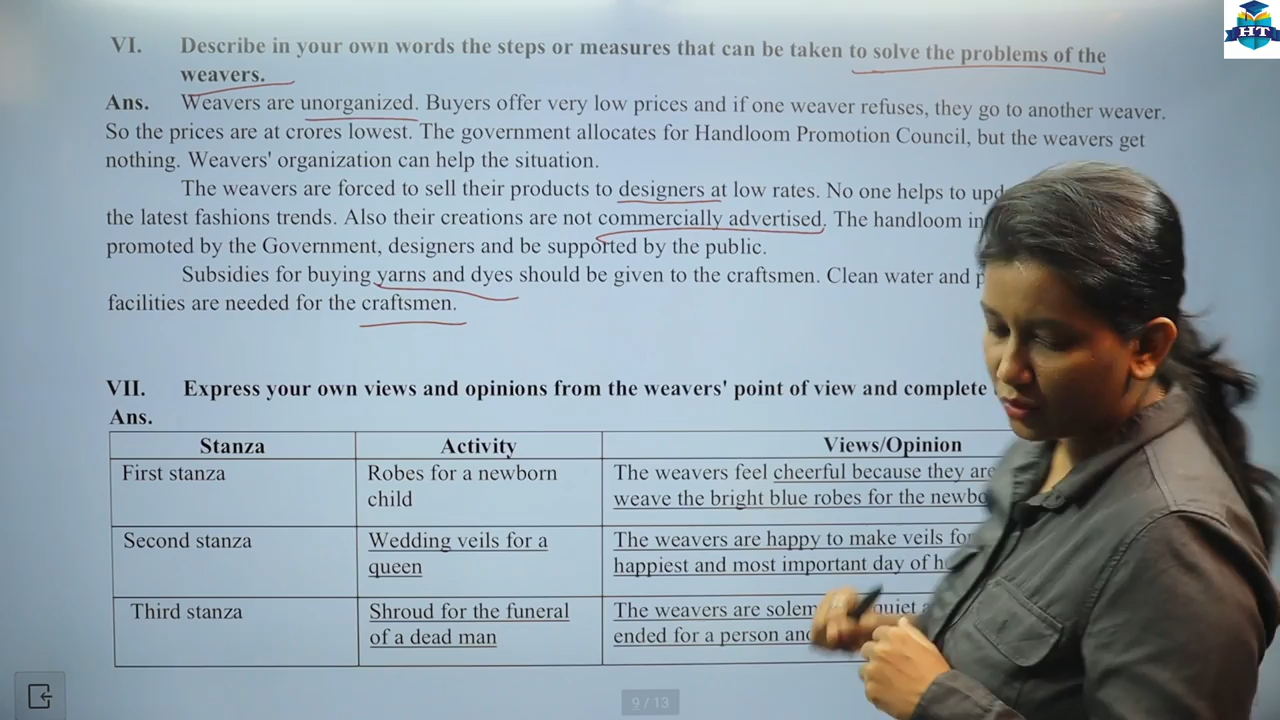 HT
VI. Describe in your own words the steps or measures that can be taken to solve the problems of the
weavers.
Ans. Weavers are unorganized. Buyers offer very low prices and if one weaver refuses, they go to another weaver.
So the prices are at crores lowest. The government allocates for Handloom Promotion Council, but the weavers get
nothing. Weavers' organization can help the situation.
The weavers are forced to sell their products to designers at low rates. No one helps to
the latest fashions trends. Also their creations are not commercially advertised. The handloom
promoted by the Government, designers and be supported by the public.
Subsidies for buying yarns and dyes should be given to the craftsmen. Clean water and
facilities are needed for the craftsmen.
VII. Express your own views and opinions from the weavers' point of view and complete
Ans.
Stanza Activity Views/Opinion
First stanza Robes for a newborn The weavers feel cheerful because they are
child weave the bright blue robes for the
Second stanza Wedding veils for a The weavers are happy to make veils for
queen happiest and most important day of
Third stanza Shroud for the funeral The weavers are quiet
of a dead man ended for a person and
9 / 13